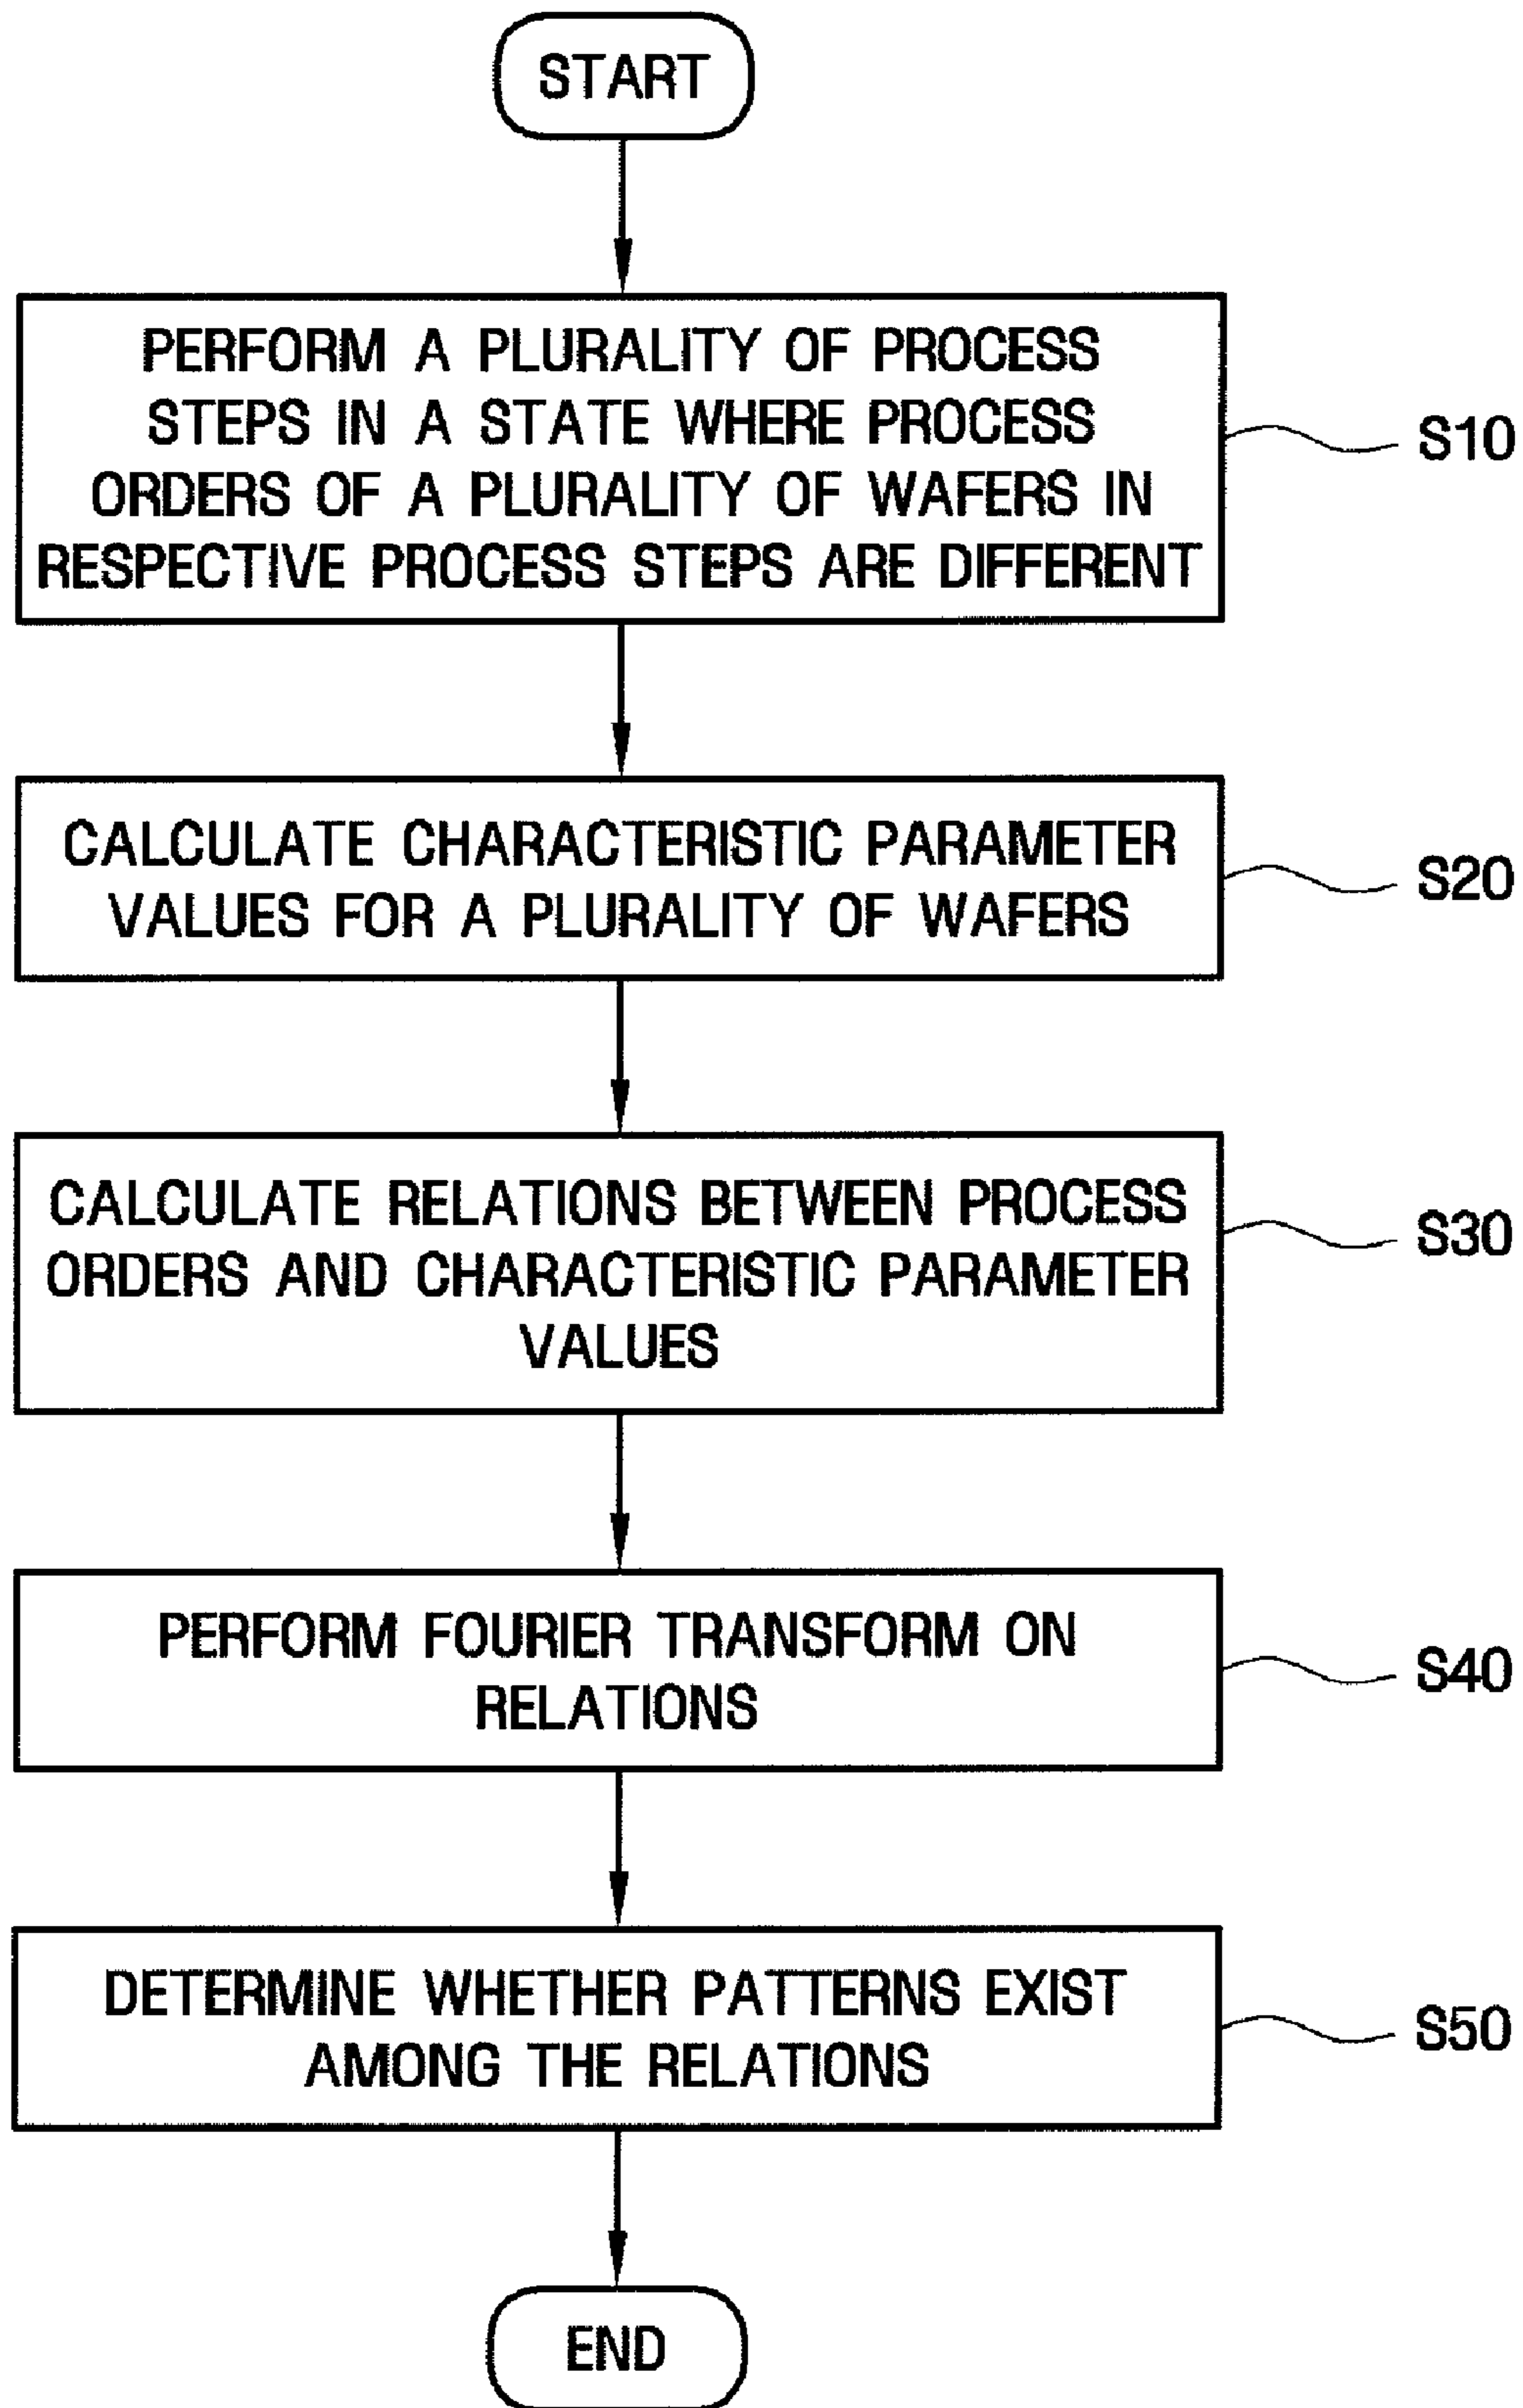 START
PERFORM A PLURALITY OF PROCESS
STEPS IN A STATE WHERE PROCESS
ORDERS OF A PLURALITY OF WAFERS IN
RESPECTIVE PROCESS STEPS ARE DIFFERENT
S10
CALCULATE CHARACTERISTIC PARAMETER
VALUES FOR A PLURALITY OF WAFERS
S20
CALCULATE RELATIONS BETWEEN PROCESS
ORDERS AND CHARACTERISTIC PARAMETER
VALUES
S30
PERFORM FOURIER TRANSFORM ON
RELATIONS
S40
DETERMINE WHETHER PATTERNS EXIST
AMONG THE RELATIONS
S50
END